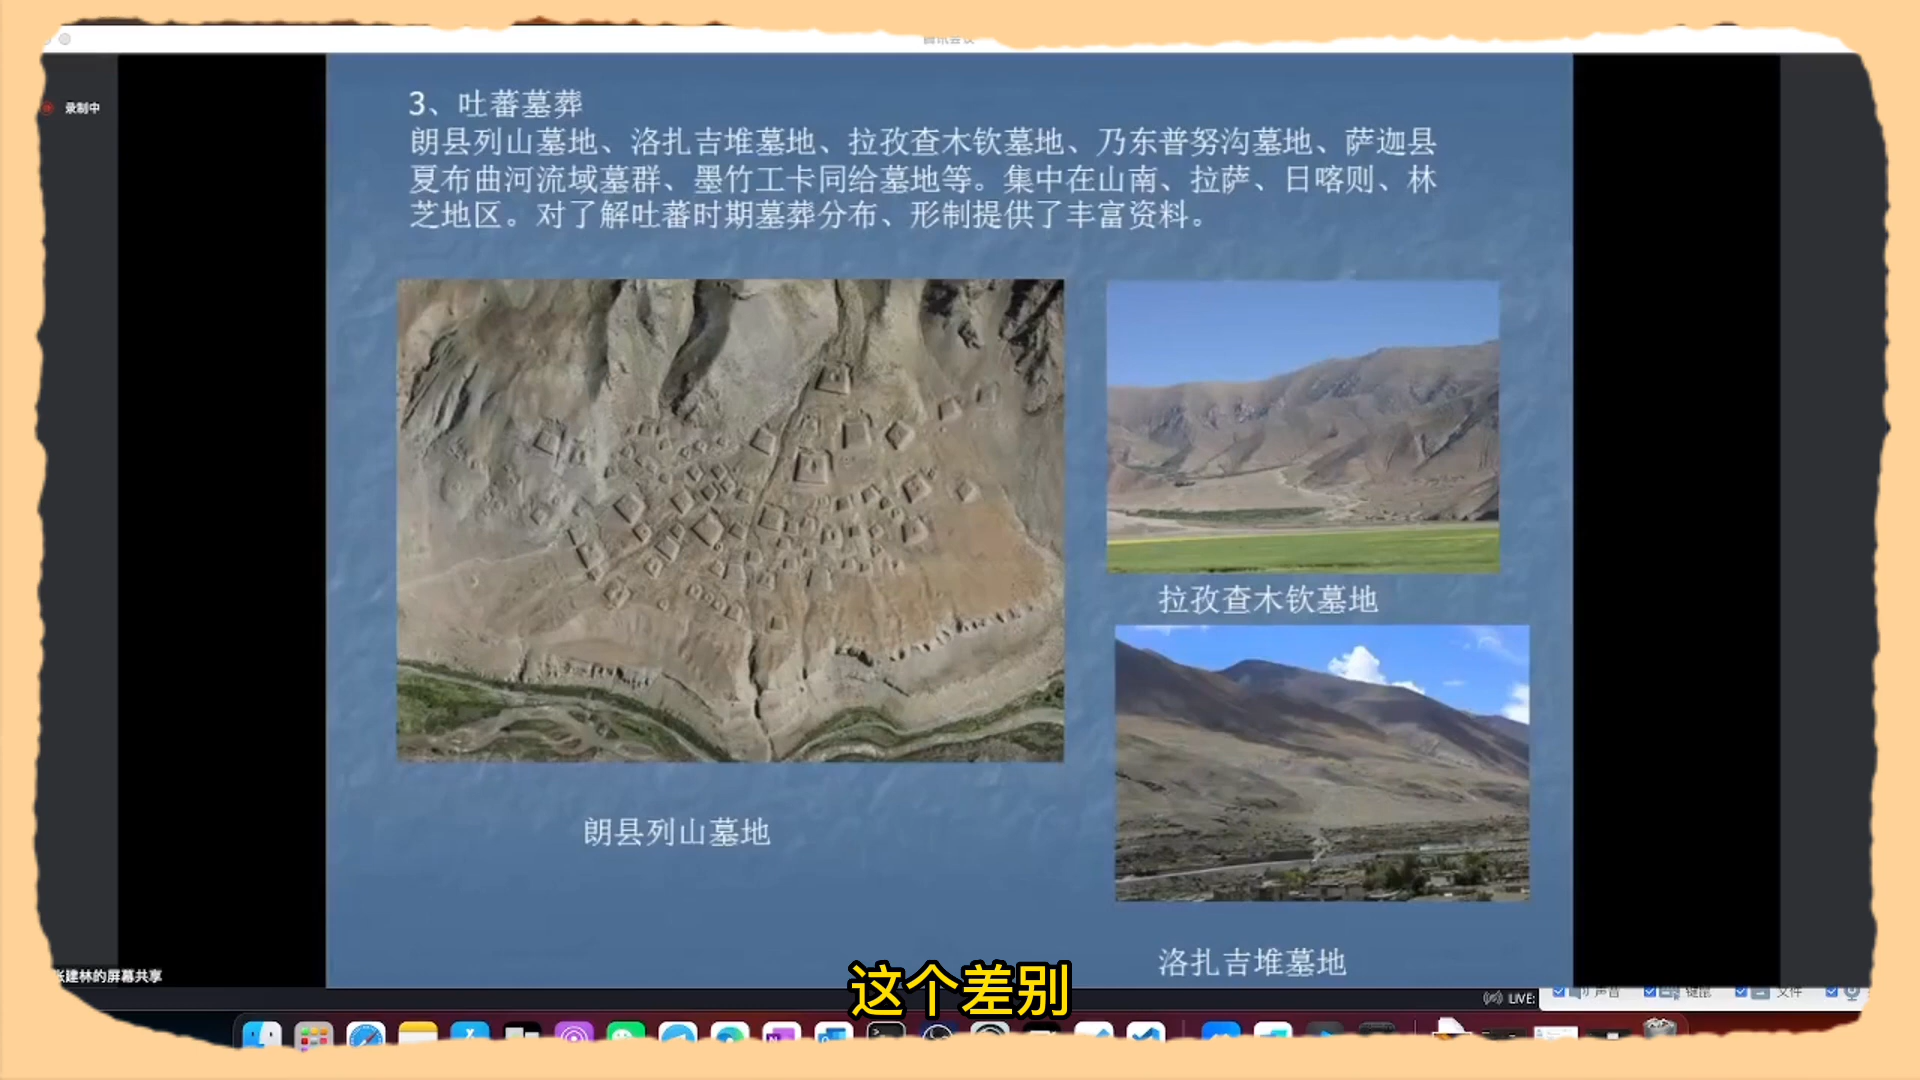 录制中
3、吐蕃墓葬
朗县列山墓地、洛扎吉堆墓地、拉孜查木钦墓地、乃东普努沟墓地、萨迦县
夏布曲河流域墓群、墨竹工卡同给墓地等。集中在山南、拉萨、日喀则、林
芝地区。对了解吐蕃时期墓葬分布、形制提供了丰富资料。
拉孜查木钦墓地
朗县列山墓地
洛扎吉堆墓地
张建林的屏幕共享
这个差别
LIVE:
声音
键鼠
文件